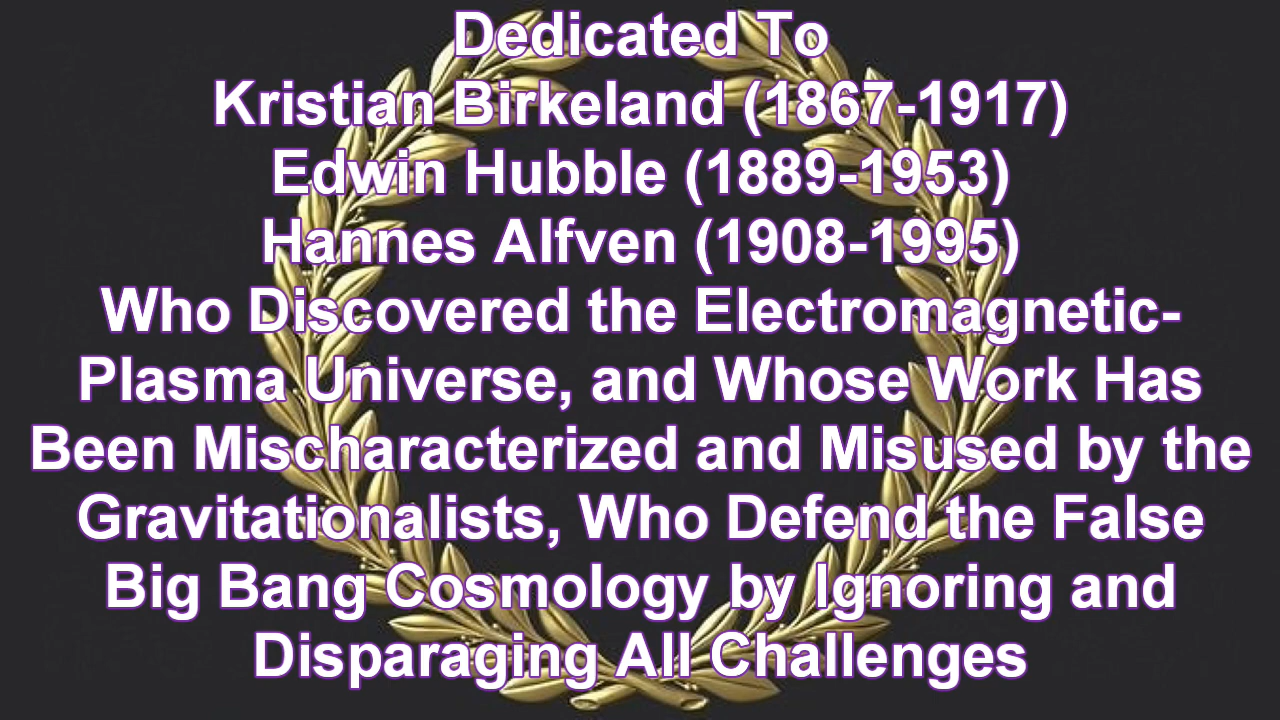 Dedicated To
Kristian Birkeland (1867-1917)
Edwin Hubble (1889-1953)
Hannes Alfven (1908-1995)
Who Discovered the Electromagnetic-
Plasma Universe, and Whose Work Has
Been Mischaracterized and Misused by the
Gravitationalists, Who Defend the False
Big Bang Cosmology by Ignoring and
Disparaging All Challenges